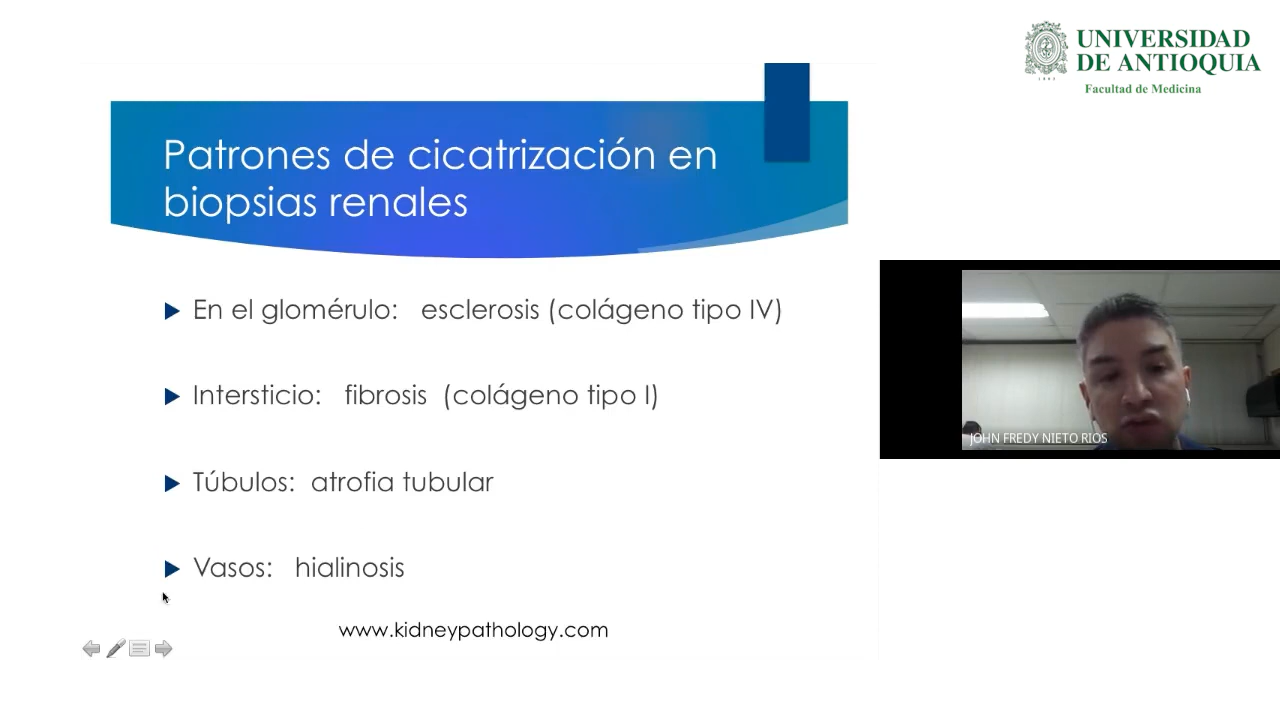 UNIVERSIDAD
DE ANTIOQUIA
1803
Facultad de Medicina
Patrones de cicatrización en
biopsias renales
En el glomérulo: esclerosis (colágeno tipo IV)
Intersticio: fibrosis (colágeno tipo I)
Túbulos: atrofia tubular
Vasos: hialinosis
www.kidneypathology.com
JOHN FREDY NIETO RIOS